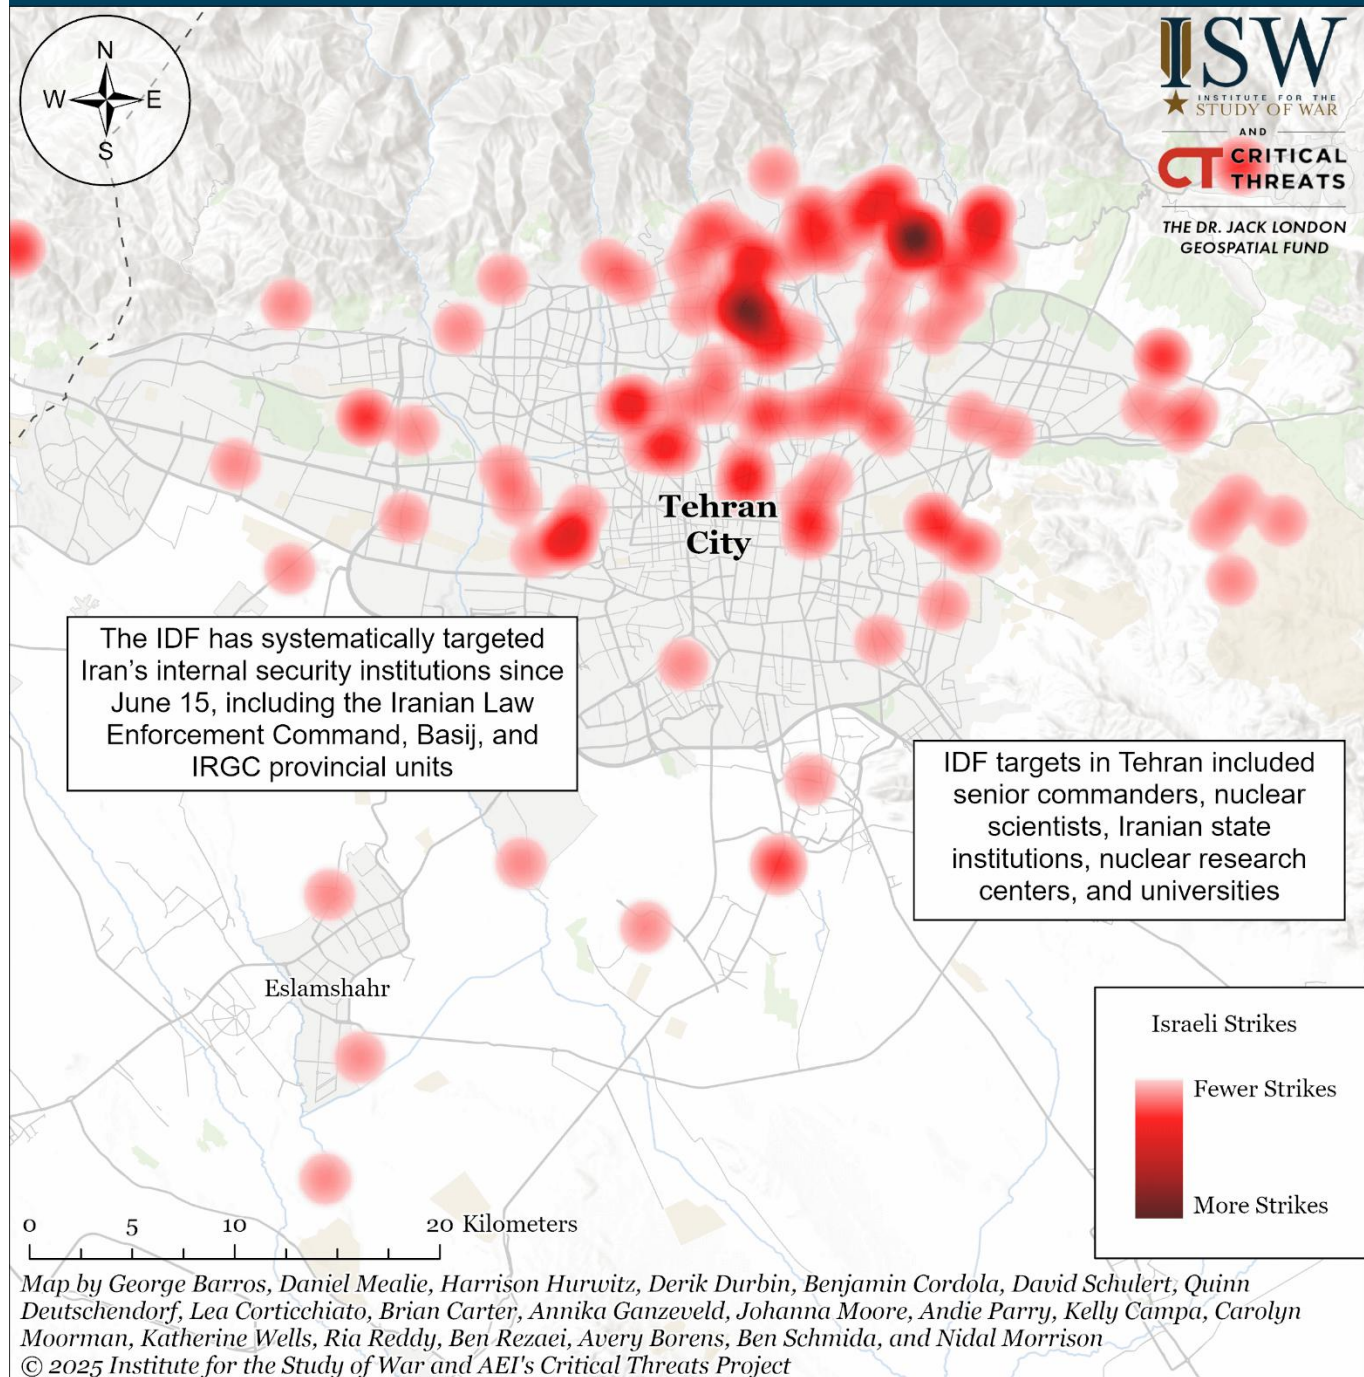 N
W E
S
ISW
INSTITUTE FOR THE
STUDY OF WAR
AND
CT CRITICAL
THREATS
THE DR. JACK LONDON
GEOSPATIAL FUND
Tehran
City
The IDF has systematically targeted
Iran's internal security institutions since
June 15, including the Iranian Law
Enforcement Command, Basij, and
IRGC provincial units
IDF targets in Tehran included
senior commanders, nuclear
scientists, Iranian state
institutions, nuclear research
centers, and universities
Eslamshahr
Israeli Strikes
Fewer Strikes
More Strikes
0 5 10 20 Kilometers
Map by George Barros, Daniel Mealie, Harrison Hurwitz, Derik Durbin, Benjamin Cordola, David Schulert, Quinn
Deutschendorf, Lea Corticchiato, Brian Carter, Annika Ganzeveld, Johanna Moore, Andie Parry, Kelly Campa, Carolyn
Moorman, Katherine Wells, Ria Reddy, Ben Rezaei, Avery Borens, Ben Schmida, and Nidal Morrison
© 2025 Institute for the Study of War and AEI's Critical Threats Project